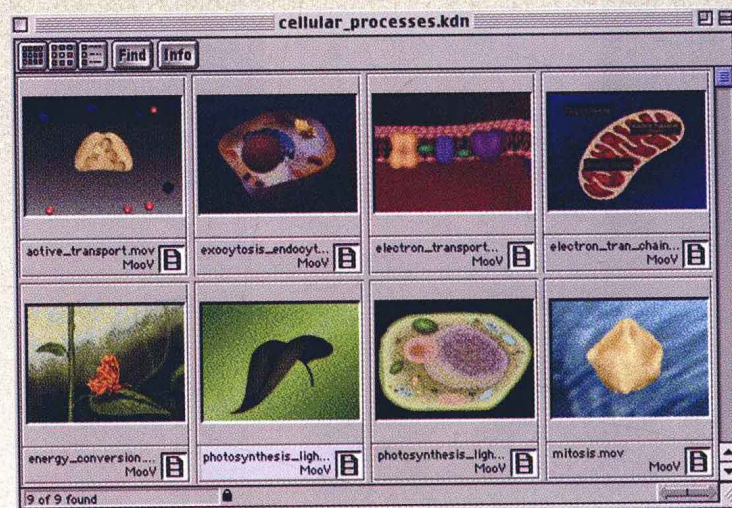 cellular_processes.kdn
Find Info
active_transport.mov
MooV
exocytosis_endocyt...
MooV
electron_transport...
MooV
electron_tran_chain...
MooV
energy_conversion...
MooV
photosynthesis_ligh...
MooV
photosynthesis_ligh...
MooV
mitosis.mov
MooV
9 of 9 found